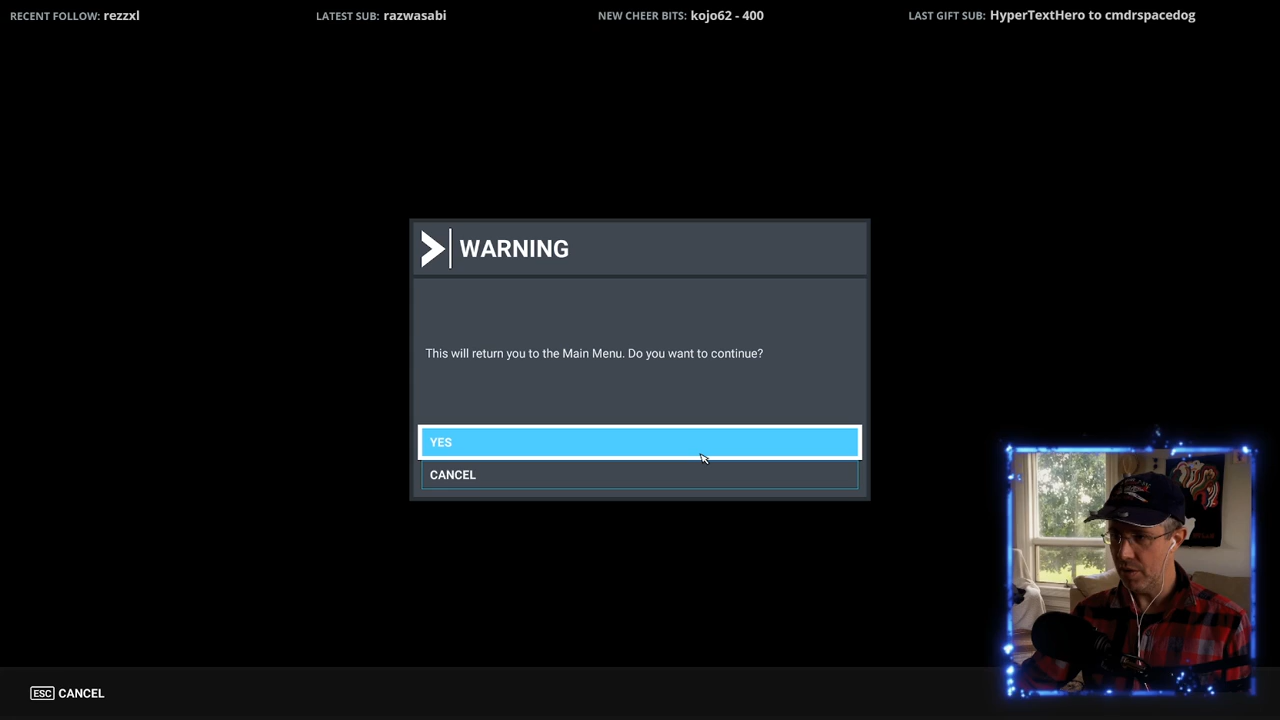 RECENT FOLLOW: rezzxl
LATEST SUB: razwasabi
NEW CHEER BITS: kojo62 - 400
LAST GIFT SUB: HyperTextHero to cmdrspacedog
WARNING
This will return you to the Main Menu. Do you want to continue?
YES
CANCEL
ESC CANCEL